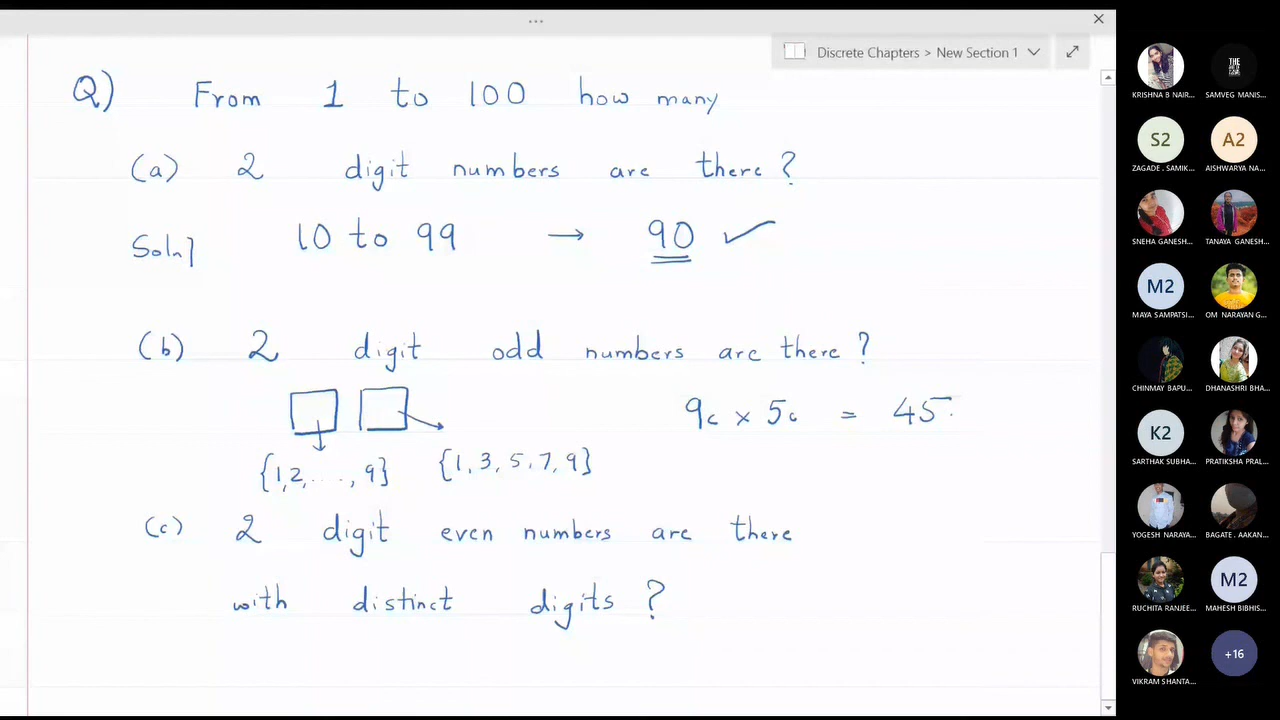 ...
Discrete Chapters > New Section 1
Q) From 1 to 100 how many
(a) 2 digit numbers are there?
Soln] 10 to 99 → 90 ✓
(b) 2 digit odd numbers are there?
9c × 5c = 45
{1,2,...., 9} {1, 3, 5, 7, 9}
(c) 2 digit even numbers are there
with distinct digits ?
KRISHNA B NAIR...
THE
SAMVEG MANIS...
S2
A2
ZAGADE . SAMIK...
AISHWARYA NA...
SNEHA GANESH...
TANAYA GANESH...
M2
MAYA SAMPATSI...
OM NARAYAN G...
CHINMAY BAPU...
DHANASHRI BHA...
K2
SARTHAK SUBHA...
PRATIKSHA PRAL...
YOGESH NARAYA...
BAGATE . AAKAN...
M2
RUCHITA RANJEE...
MAHESH BIBHIS...
+16
VIKRAM SHANTA...